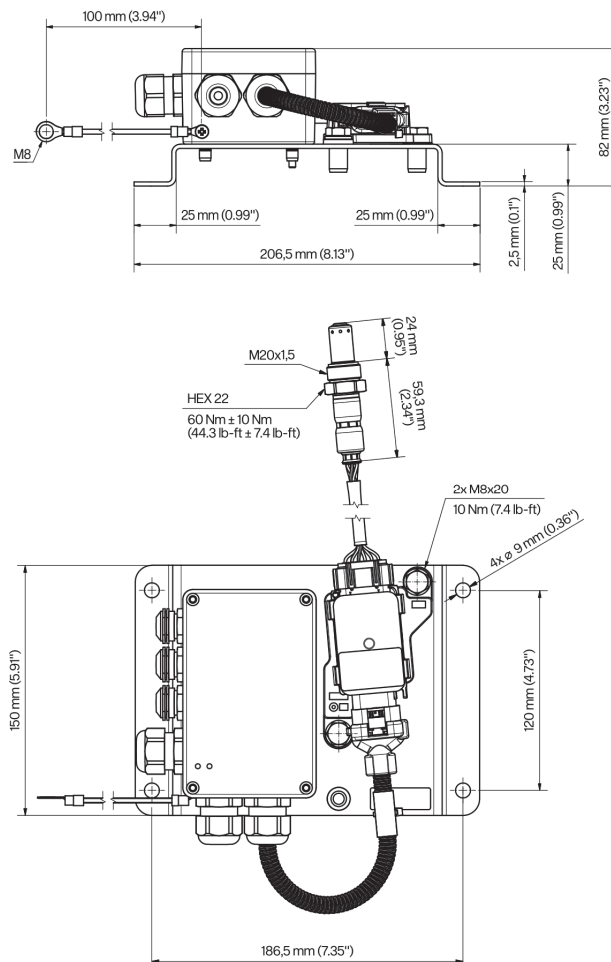 100 mm (3.94")
M8
82 mm (3.23")
25 mm (0.99")
25 mm (0.99")
2,5 mm (0.1")
25 mm (0.99")
206,5 mm (8.13")
24 mm
(0.95")
M20x1,5
59,3 mm
(2.34")
HEX 22
60 Nm ± 10 Nm
(44.3 lb-ft ± 7.4 lb-ft)
2x M8x20
10 Nm (7.4 lb-ft)
4x ø 9 mm (0.36")
150 mm (5.91")
120 mm (4.73")
186,5 mm (7.35")